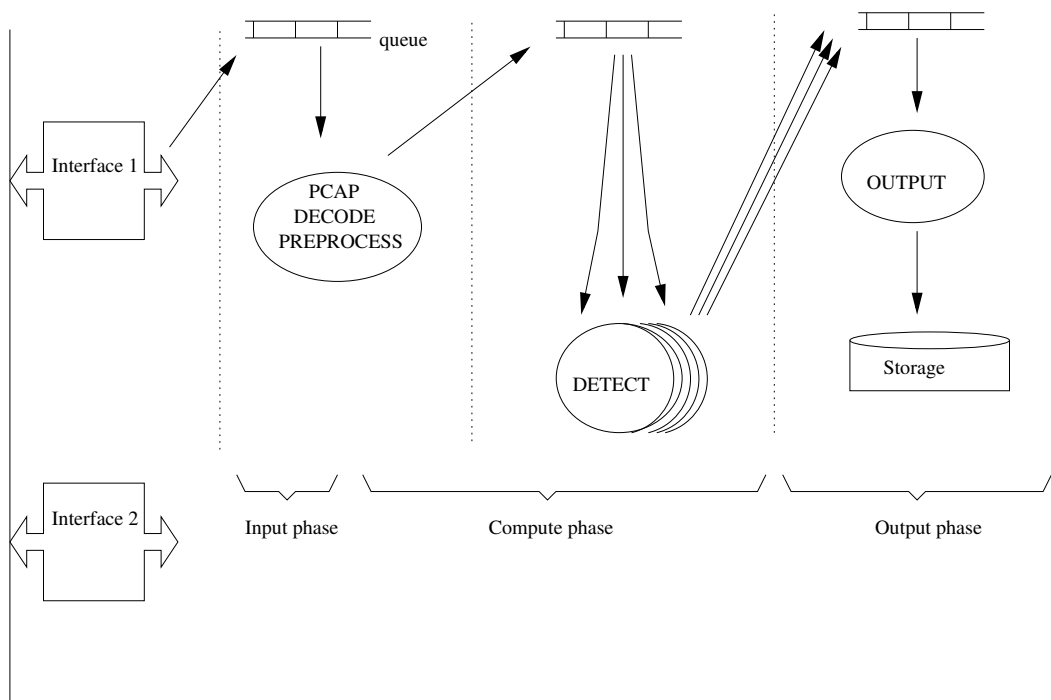 queue
Interface 1
PCAP
DECODE
PREPROCESS
OUTPUT
DETECT
Storage
Interface 2
Input phase
Compute phase
Output phase